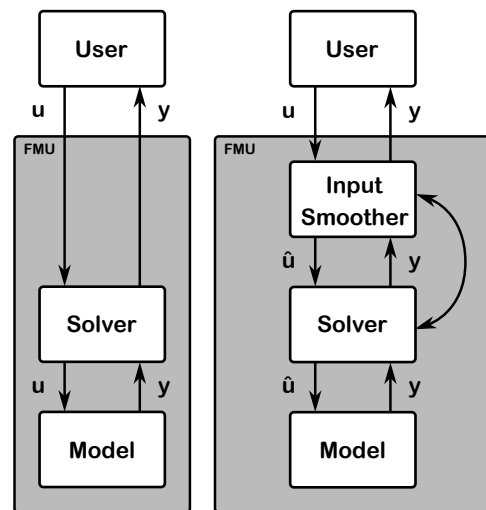 User
u
y
FMU
Solver
u
y
Model
User
u
y
FMU
Input
Smoother
û
y
Solver
û
y
Model